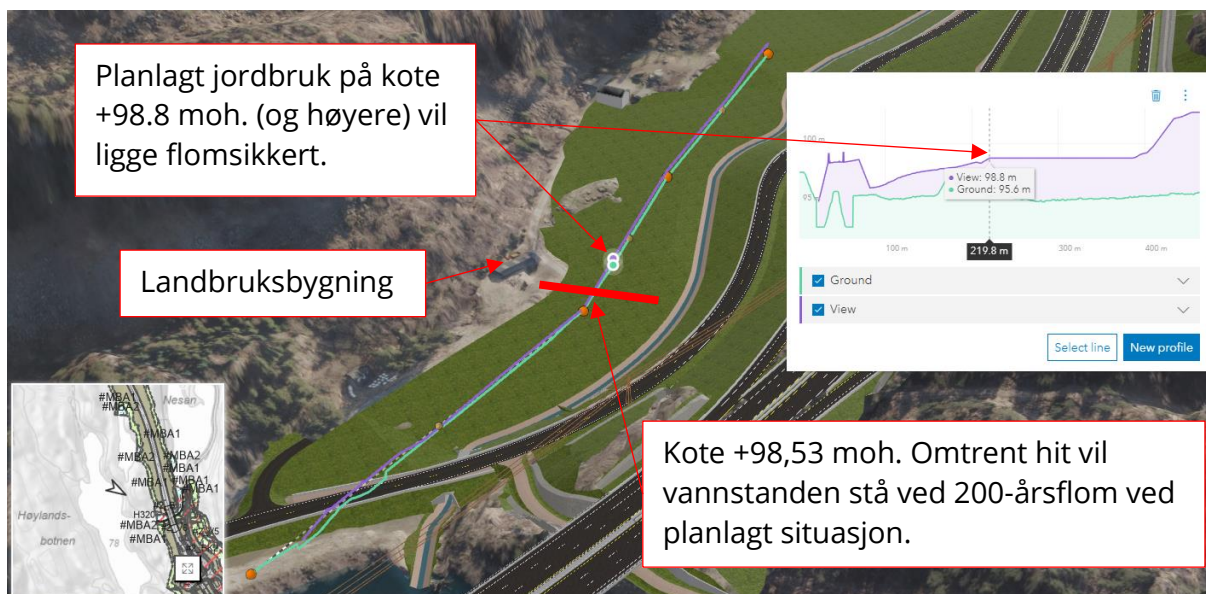 Planlagt jordbruk på kote
+98.8 moh. (og høyere) vil
ligge flomsikkert.
Landbruksbygning
100 m
95 m
View: 98.8 m
Ground: 95.6 m
100 m
219.8 m
300 m
400 m
Ground
View
Select line
New profile
Kote +98,53 moh. Omtrent hit vil
vannstanden stå ved 200-årsflom ved
planlagt situasjon.
#MBA1
#MBA2
Nesan
#MBA1
#MBA2
#MBA2
#MBA1
#MBA1
#MBA1
H320
#MBA2
#MBA1
Høylands-
botnen
78